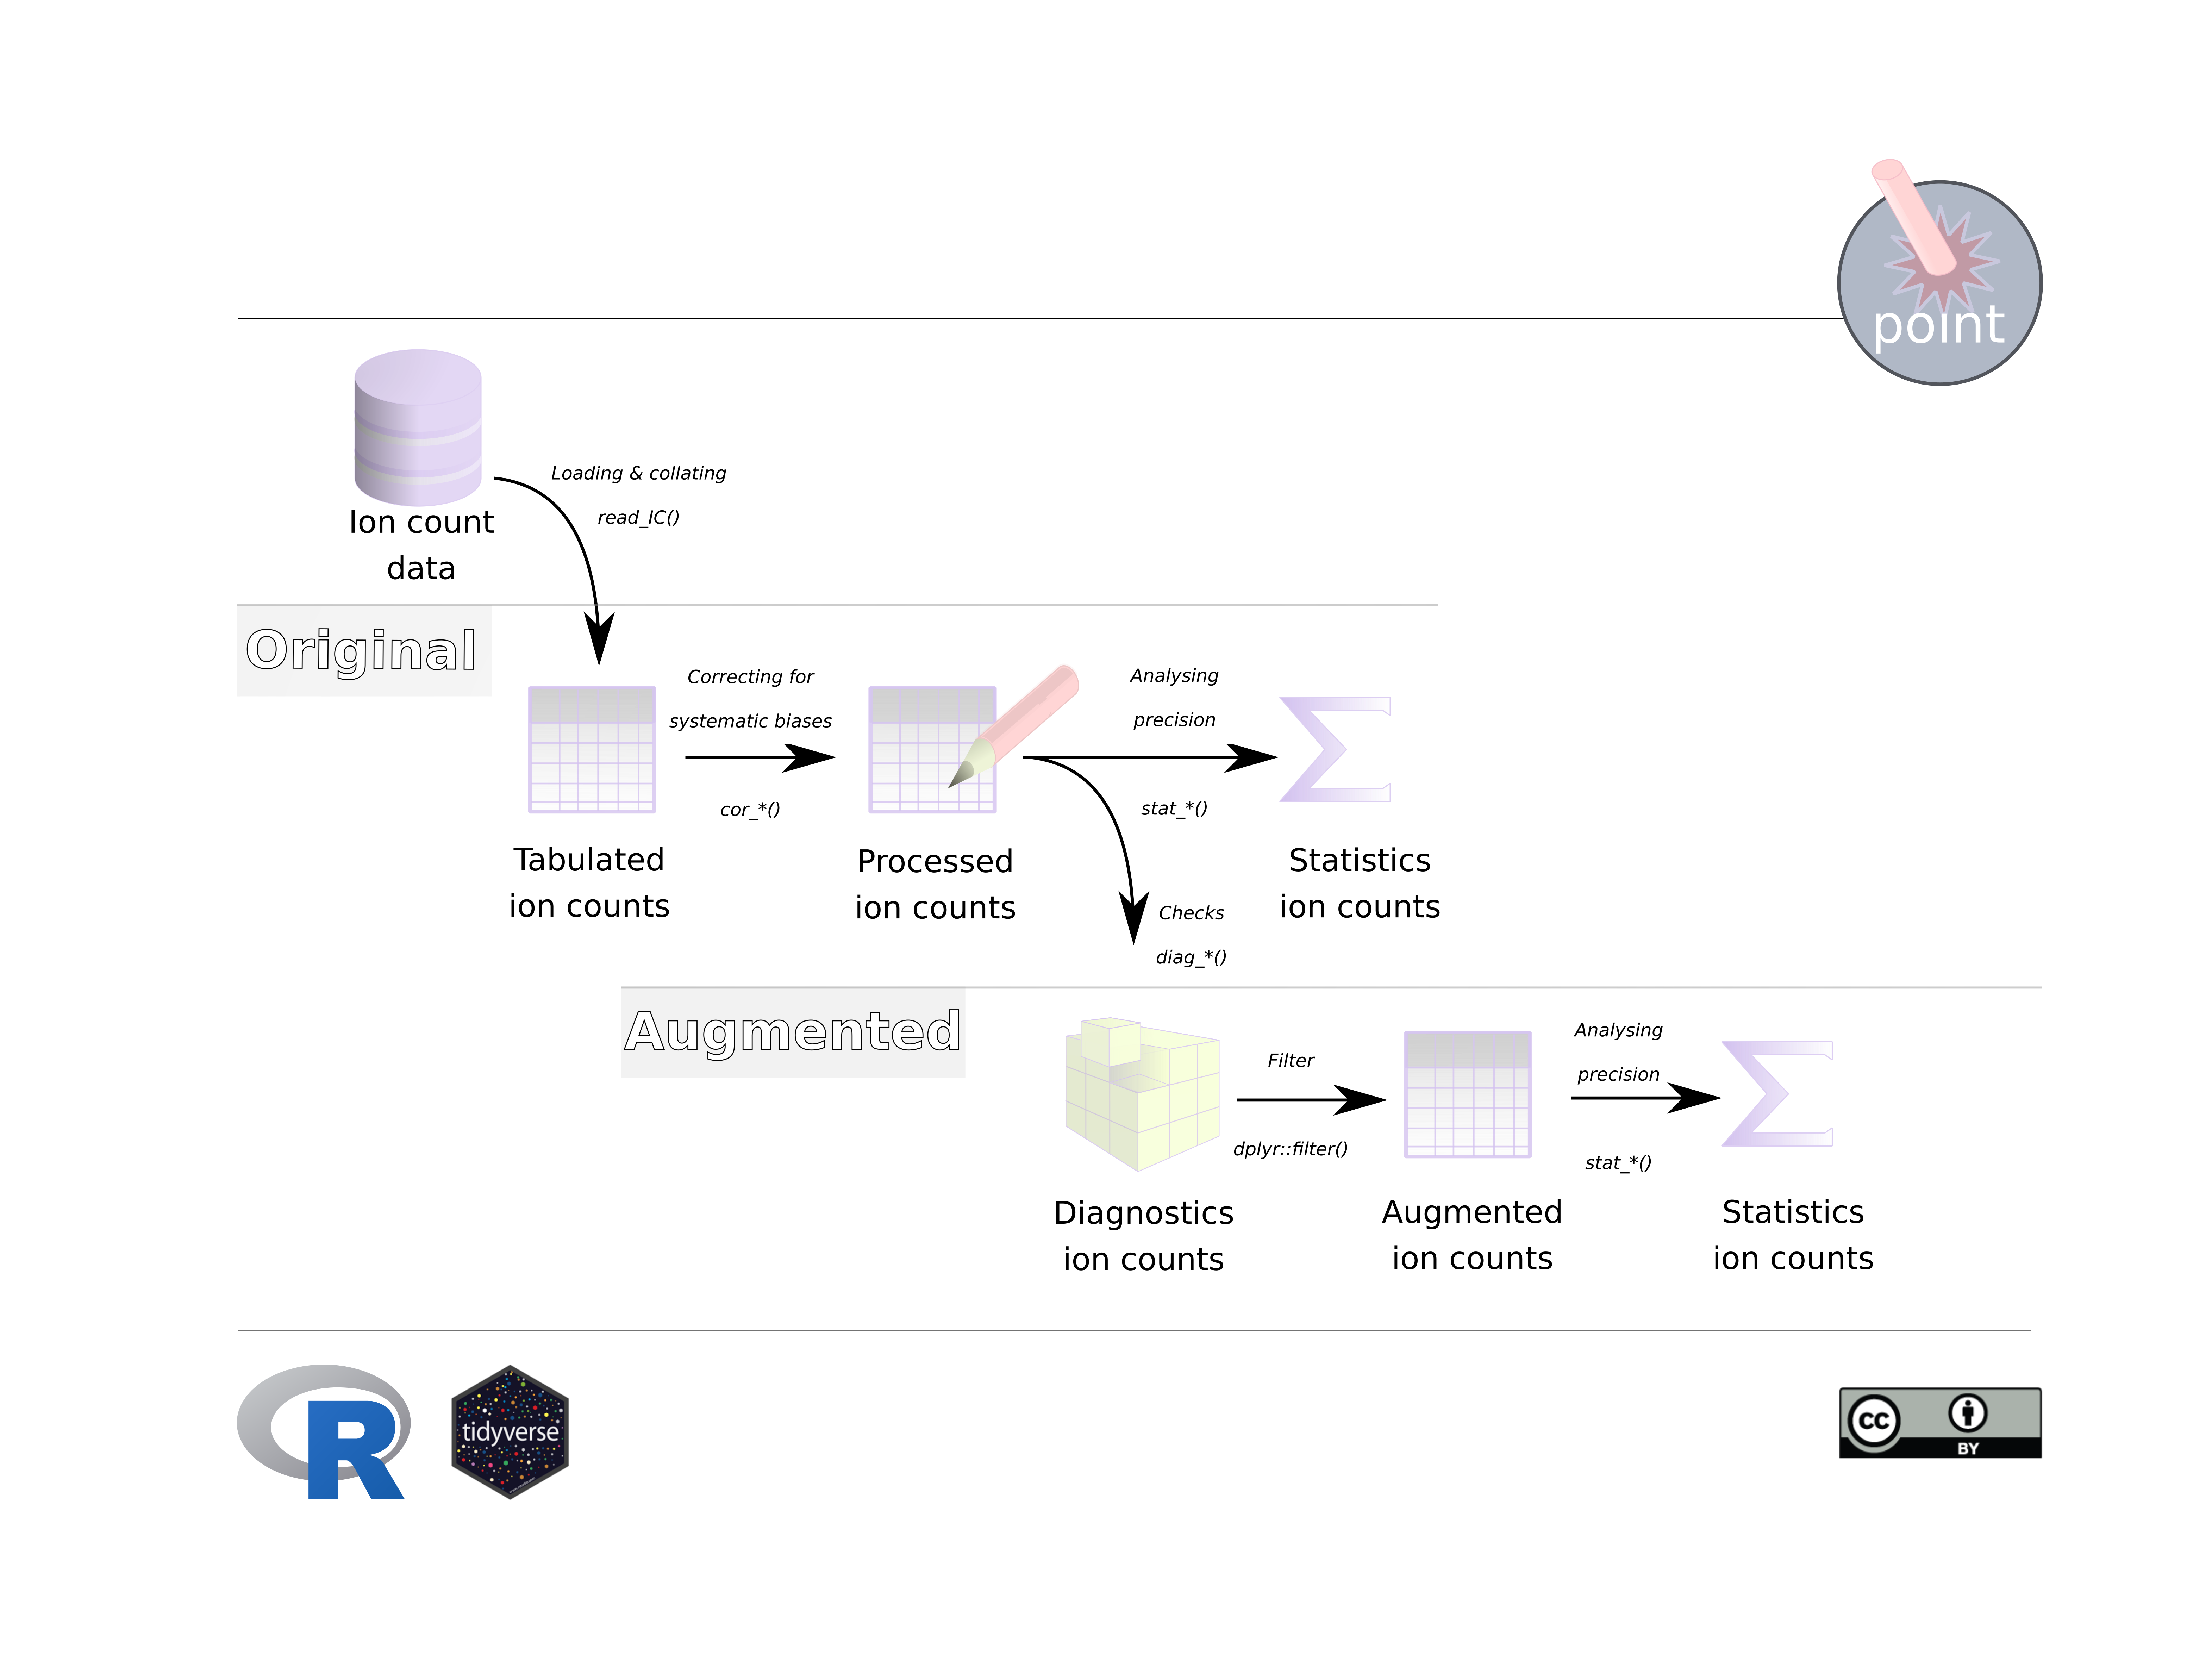 point
Loading & collating
read_IC()
Ion count
data
Original
Correcting for
systematic biases
cor_*()
Analysing
precision
stat_*()
Tabulated
ion counts
Processed
ion counts
Statistics
ion counts
Checks
diag_*()
Augmented
Filter
dplyr::filter()
Analysing
precision
stat_*()
Diagnostics
ion counts
Augmented
ion counts
Statistics
ion counts
R
tidyverse
cc
BY